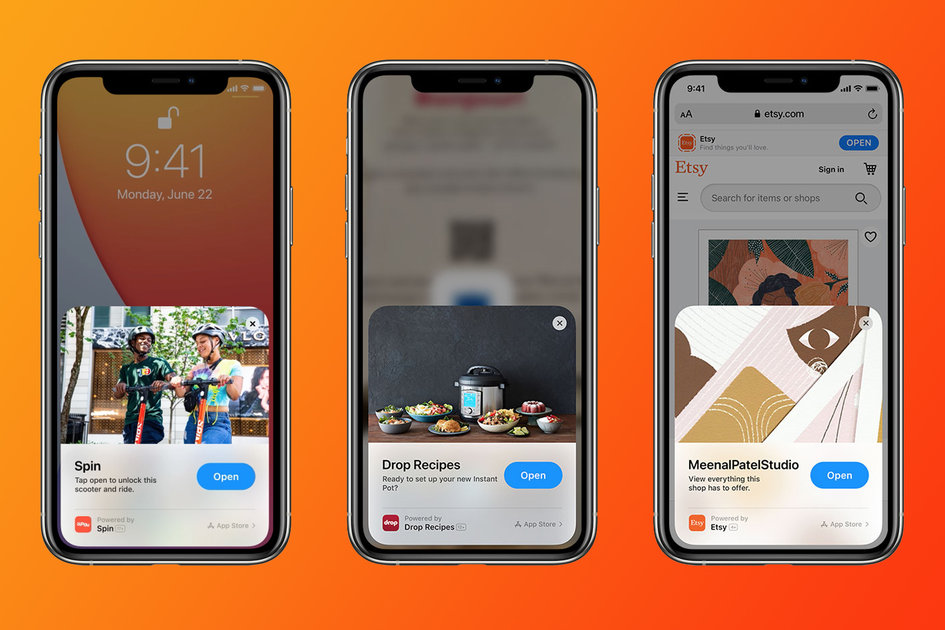 9:41
Monday, June 22
Spin
Tap open to unlock this
scooter and ride.
Open
Powered by
Spin
App Store
Drop Recipes
Ready to set up your new Instant
Pot?
Open
drop
Powered by
Drop Recipes
App Store
9:41
AA
etsy.com
Etsy
Find things you'll love.
OPEN
Etsy
Sign in
Search for items or shops
MeenalPatelStudio
View everything this
shop has to offer.
Open
Etsy
Powered by
Etsy
4+
App Store